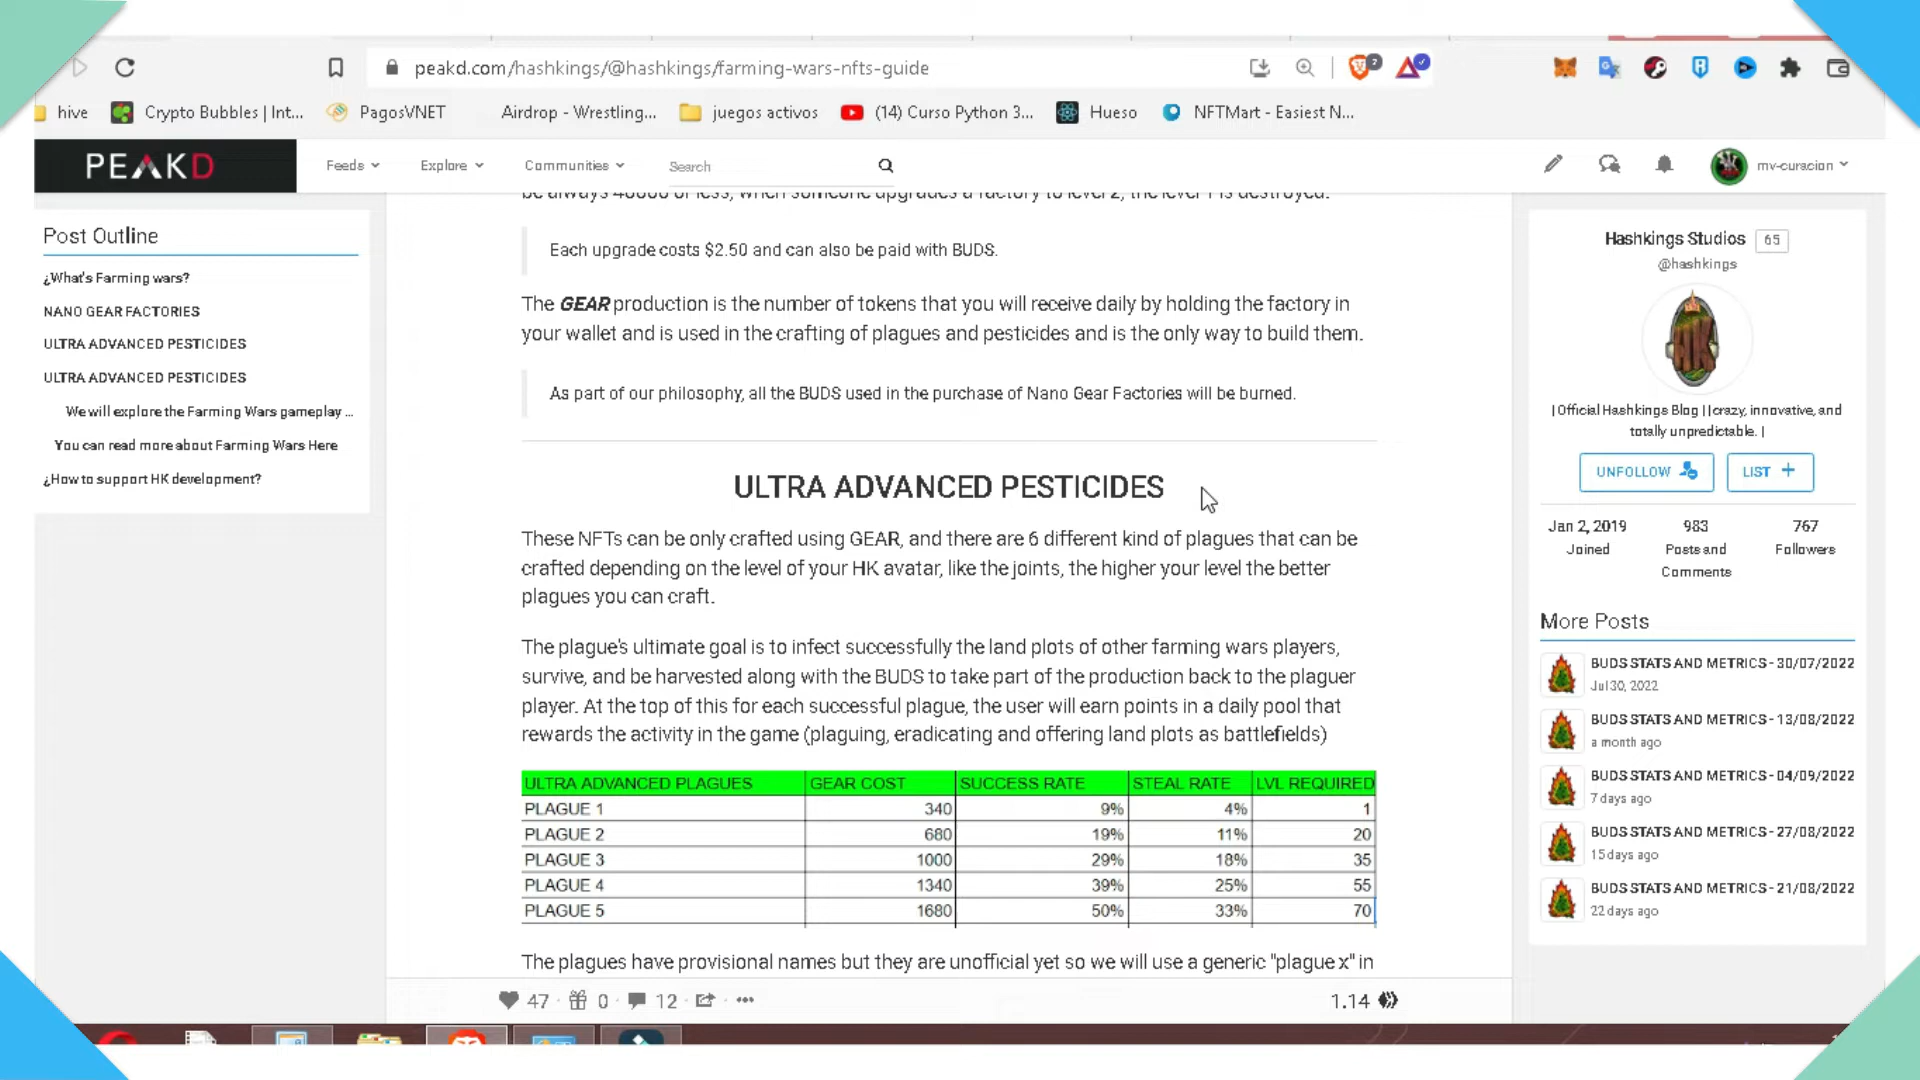 peakd.com/hashkings/@hashkings/farming-wars-nfts-guide
2
hive
Crypto Bubbles | Int...
PagosVNET
Airdrop - Wrestling...
juegos activos
(14) Curso Python 3...
Hueso
NFTMart - Easiest N...
PEAKD
Feeds
Explore
Communities
Search
mv-curacion
Post Outline
¿What's Farming wars?
NANO GEAR FACTORIES
ULTRA ADVANCED PESTICIDES
ULTRA ADVANCED PESTICIDES
We will explore the Farming Wars gameplay ...
You can read more about Farming Wars Here
¿How to support HK development?
be always 40000 or less, when someone upgrades a factory to level 2, the level 1 is destroyed.
Each upgrade costs $2.50 and can also be paid with BUDS.
The GEAR production is the number of tokens that you will receive daily by holding the factory in
your wallet and is used in the crafting of plagues and pesticides and is the only way to build them.
As part of our philosophy, all the BUDS used in the purchase of Nano Gear Factories will be burned.
ULTRA ADVANCED PESTICIDES
These NFTs can be only crafted using GEAR, and there are 6 different kind of plagues that can be
crafted depending on the level of your HK avatar, like the joints, the higher your level the better
plagues you can craft.
The plague's ultimate goal is to infect successfully the land plots of other farming wars players,
survive, and be harvested along with the BUDS to take part of the production back to the plaguer
player. At the top of this for each successful plague, the user will earn points in a daily pool that
rewards the activity in the game (plaguing, eradicating and offering land plots as battlefields)
ULTRA ADVANCED PLAGUES GEAR COST SUCCESS RATE STEAL RATE LVL REQUIRED
PLAGUE 1 340 9% 4% 1
PLAGUE 2 680 19% 11% 20
PLAGUE 3 1000 29% 18% 35
PLAGUE 4 1340 39% 25% 55
PLAGUE 5 1680 50% 33% 70
The plagues have provisional names but they are unofficial yet so we will use a generic "plague x" in
47 · 0 · 12 · · ...
1.14
Hashkings Studios 65
@hashkings
HK
| Official Hashkings Blog | | crazy, innovative, and
totally unpredictable. |
UNFOLLOW
LIST +
Jan 2, 2019 983 767
Joined Posts and Followers
Comments
More Posts
BUDS STATS AND METRICS - 30/07/2022
Jul 30, 2022
BUDS STATS AND METRICS - 13/08/2022
a month ago
BUDS STATS AND METRICS - 04/09/2022
7 days ago
BUDS STATS AND METRICS - 27/08/2022
15 days ago
BUDS STATS AND METRICS - 21/08/2022
22 days ago